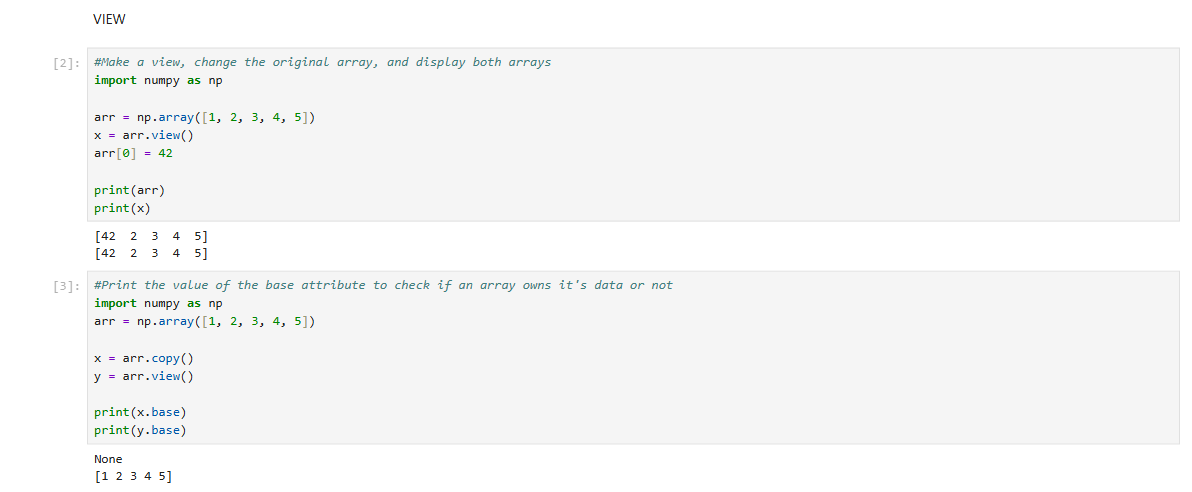 VIEW
[2]:
#Make a view, change the original array, and display both arrays
import numpy as np
arr = np.array([1, 2, 3, 4, 5])
x = arr.view()
arr[0] = 42
print(arr)
print(x)
[42  2  3  4  5]
[42  2  3  4  5]
[3]:
#Print the value of the base attribute to check if an array owns it's data or not
import numpy as np
arr = np.array([1, 2, 3, 4, 5])
x = arr.copy()
y = arr.view()
print(x.base)
print(y.base)
None
[1 2 3 4 5]